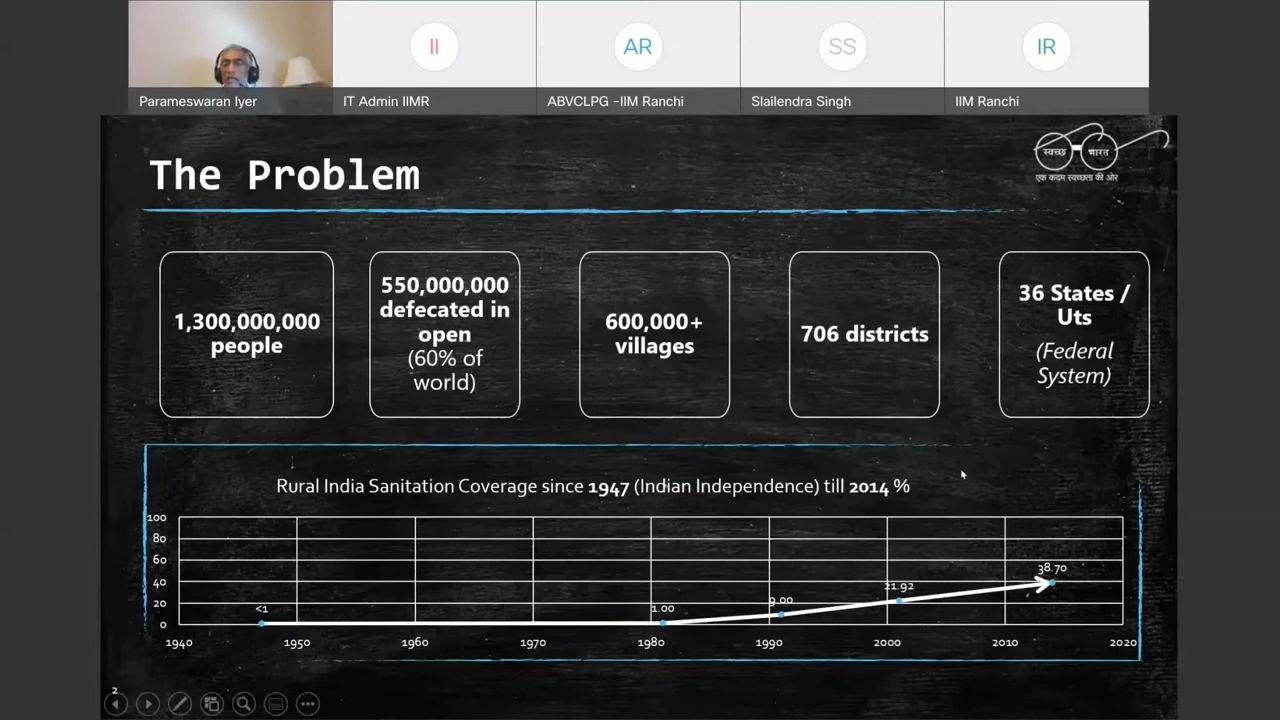 II
AR
SS
IR
Parameswaran Iyer
IT Admin IIMR
ABVCLPG -IIM Ranchi
Slailendra Singh
IIM Ranchi
The Problem
स्वच्छ भारत
एक कदम स्वच्छता की ओर
1,300,000,000
people
550,000,000
defecated in
open
(60% of
world)
600,000+
villages
706 districts
36 States /
Uts
(Federal
System)
Rural India Sanitation Coverage since 1947 (Indian Independence) till 2014 %
100
80
60
40
20
0
<1
1.00
9.00
21.92
38.70
1940
1950
1960
1970
1980
1990
2000
2010
2020
2